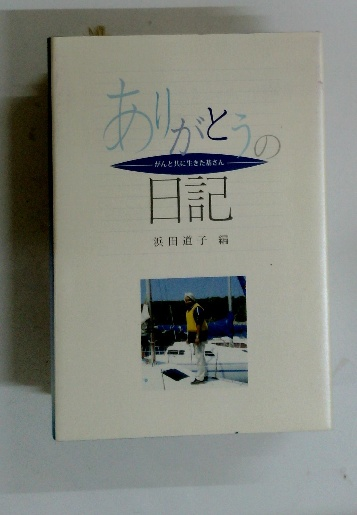 ありがとうの
がんと共に生きた基さん
日記
浜田道子 編